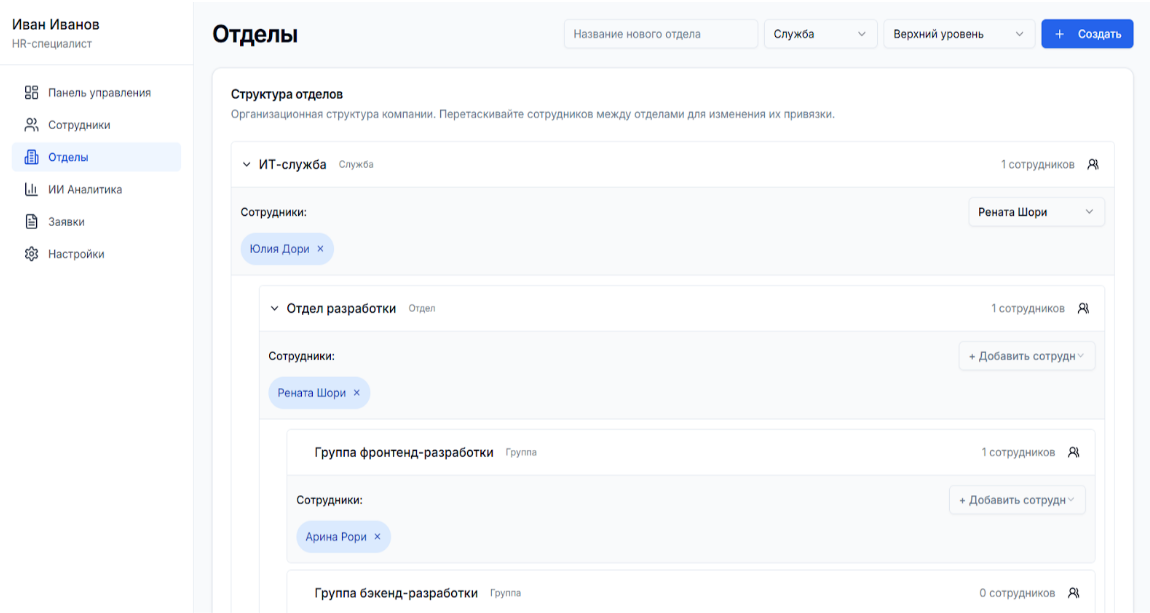 Иван Иванов
HR-специалист
Панель управления
Сотрудники
Отделы
ИИ Аналитика
Заявки
Настройки
Отделы
Название нового отдела
Служба
Верхний уровень
+ Создать
Структура отделов
Организационная структура компании. Перетаскивайте сотрудников между отделами для изменения их привязки.
ИТ-служба Служба 1 сотрудников
Сотрудники: Рената Шори
Юлия Дори ×
Отдел разработки Отдел 1 сотрудников
Сотрудники: + Добавить сотрудн
Рената Шори ×
Группа фронтенд-разработки Группа 1 сотрудников
Сотрудники: + Добавить сотрудн
Арина Рори ×
Группа бэкенд-разработки Группа 0 сотрудников